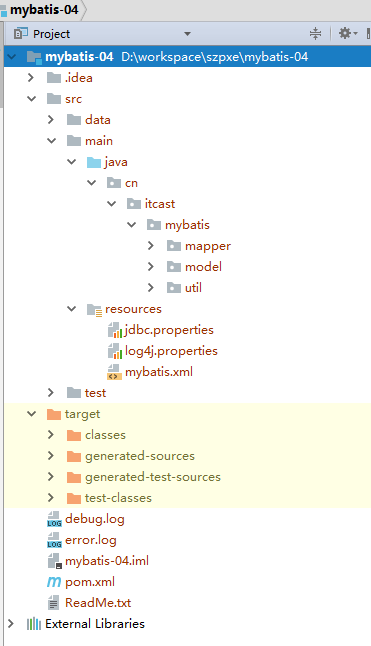 mybatis-04
Project
mybatis-04 D:\workspace\szpxe\mybatis-04
.idea
src
data
main
java
cn
itcast
mybatis
mapper
model
util
resources
jdbc.properties
log4j.properties
mybatis.xml
test
target
classes
generated-sources
generated-test-sources
test-classes
LOG debug.log
LOG error.log
mybatis-04.iml
m pom.xml
ReadMe.txt
External Libraries